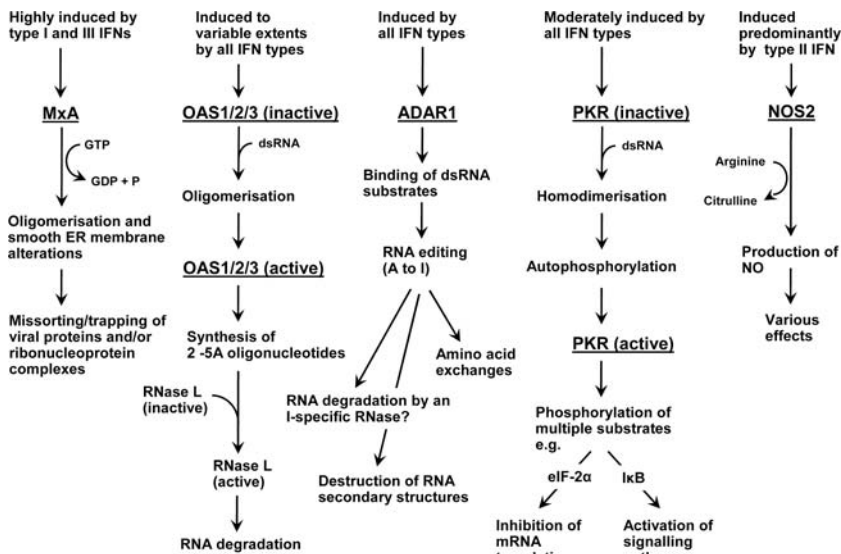 Highly induced by
type I and III IFNs
MxA
GTP
GDP + P
Oligomerisation and
smooth ER membrane
alterations
Missorting/trapping of
viral proteins and/or
ribonucleoprotein
complexes
Induced to
variable extents
by all IFN types
OAS1/2/3 (inactive)
dsRNA
Oligomerisation
OAS1/2/3 (active)
Synthesis of
2 -5A oligonucleotides
RNase L
(inactive)
RNase L
(active)
RNA degradation
Induced by
all IFN types
ADAR1
Binding of dsRNA
substrates
RNA editing
(A to I)
Amino acid
exchanges
RNA degradation by an
I-specific RNase?
Destruction of RNA
secondary structures
Moderately induced by
all IFN types
PKR (inactive)
dsRNA
Homodimerisation
Autophosphorylation
PKR (active)
Phosphorylation of
multiple substrates
e.g.
eIF-2α
IκB
Inhibition of
mRNA
Activation of
signalling
Induced
predominantly
by type II IFN
NOS2
Arginine
Citrulline
Production of
NO
Various
effects